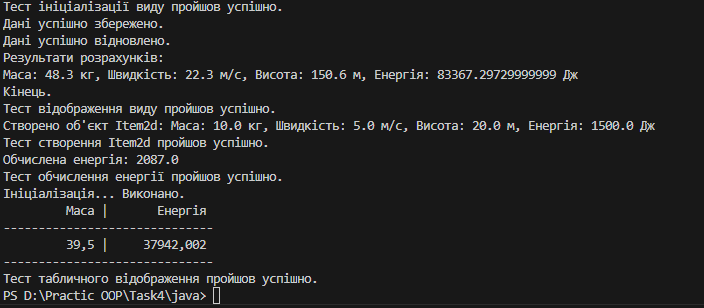 Тест ініціалізації виду пройшов успішно.
Дані успішно збережено.
Дані успішно відновлено.
Результати розрахунків:
Маса: 48.3 кг, Швидкість: 22.3 м/с, Висота: 150.6 м, Енергія: 83367.29729999999 Дж
Кінець.
Тест відображення виду пройшов успішно.
Створено об'єкт Item2d: Маса: 10.0 кг, Швидкість: 5.0 м/с, Висота: 20.0 м, Енергія: 1500.0 Дж
Тест створення Item2d пройшов успішно.
Обчислена енергія: 2087.0
Тест обчислення енергії пройшов успішно.
Ініціалізація... Виконано.
Маса | Енергія
------------------------------
39,5 | 37942,002
------------------------------
Тест табличного відображення пройшов успішно.
PS D:\Practic OOP\Task4\java>